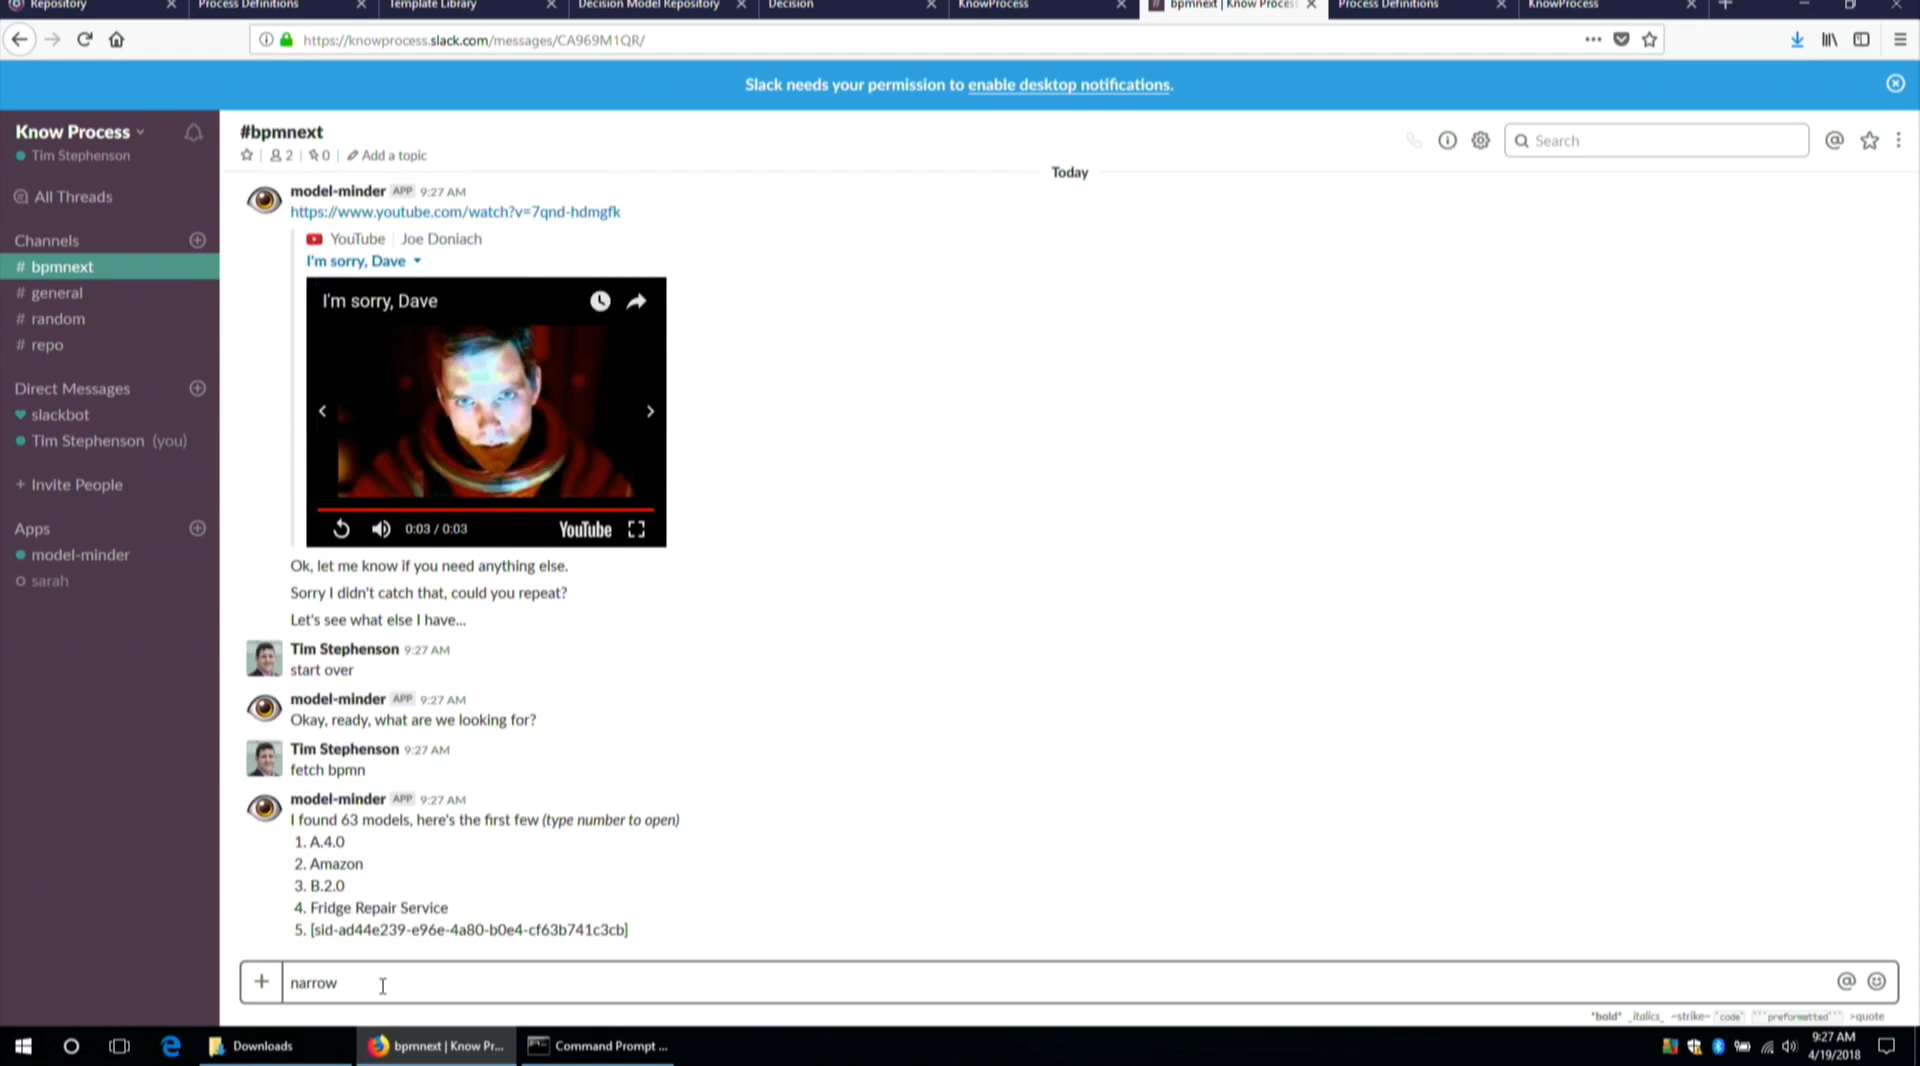 Repository
Process Definitions
Template Library
Decision Model Repository
Decision
KnowProcess
bpmnext | Know Process
Process Definitions
KnowProcess
https://knowprocess.slack.com/messages/CA969M1QR/
Slack needs your permission to enable desktop notifications.
Know Process
Tim Stephenson
All Threads
Channels
# bpmnext
# general
# random
# repo
Direct Messages
slackbot
Tim Stephenson (you)
+ Invite People
Apps
model-minder
sarah
#bpmnext
2 | 0 | Add a topic
Search
Today
model-minder APP 9:27 AM
https://www.youtube.com/watch?v=7qnd-hdmgfk
YouTube | Joe Doniach
I'm sorry, Dave
I'm sorry, Dave
0:03 / 0:03
YouTube
Ok, let me know if you need anything else.
Sorry I didn't catch that, could you repeat?
Let's see what else I have...
Tim Stephenson 9:27 AM
start over
model-minder APP 9:27 AM
Okay, ready, what are we looking for?
Tim Stephenson 9:27 AM
fetch bpmn
model-minder APP 9:27 AM
I found 63 models, here's the first few (type number to open)
1. A.4.0
2. Amazon
3. B.2.0
4. Fridge Repair Service
5. [sid-ad44e239-e96e-4a80-b0e4-cf63b741c3cb]
narrow
*bold* _italics_ ~strike~ `code` ```preformatted``` >quote
Downloads
bpmnext | Know Pr...
Command Prompt ...
9:27 AM
4/19/2018